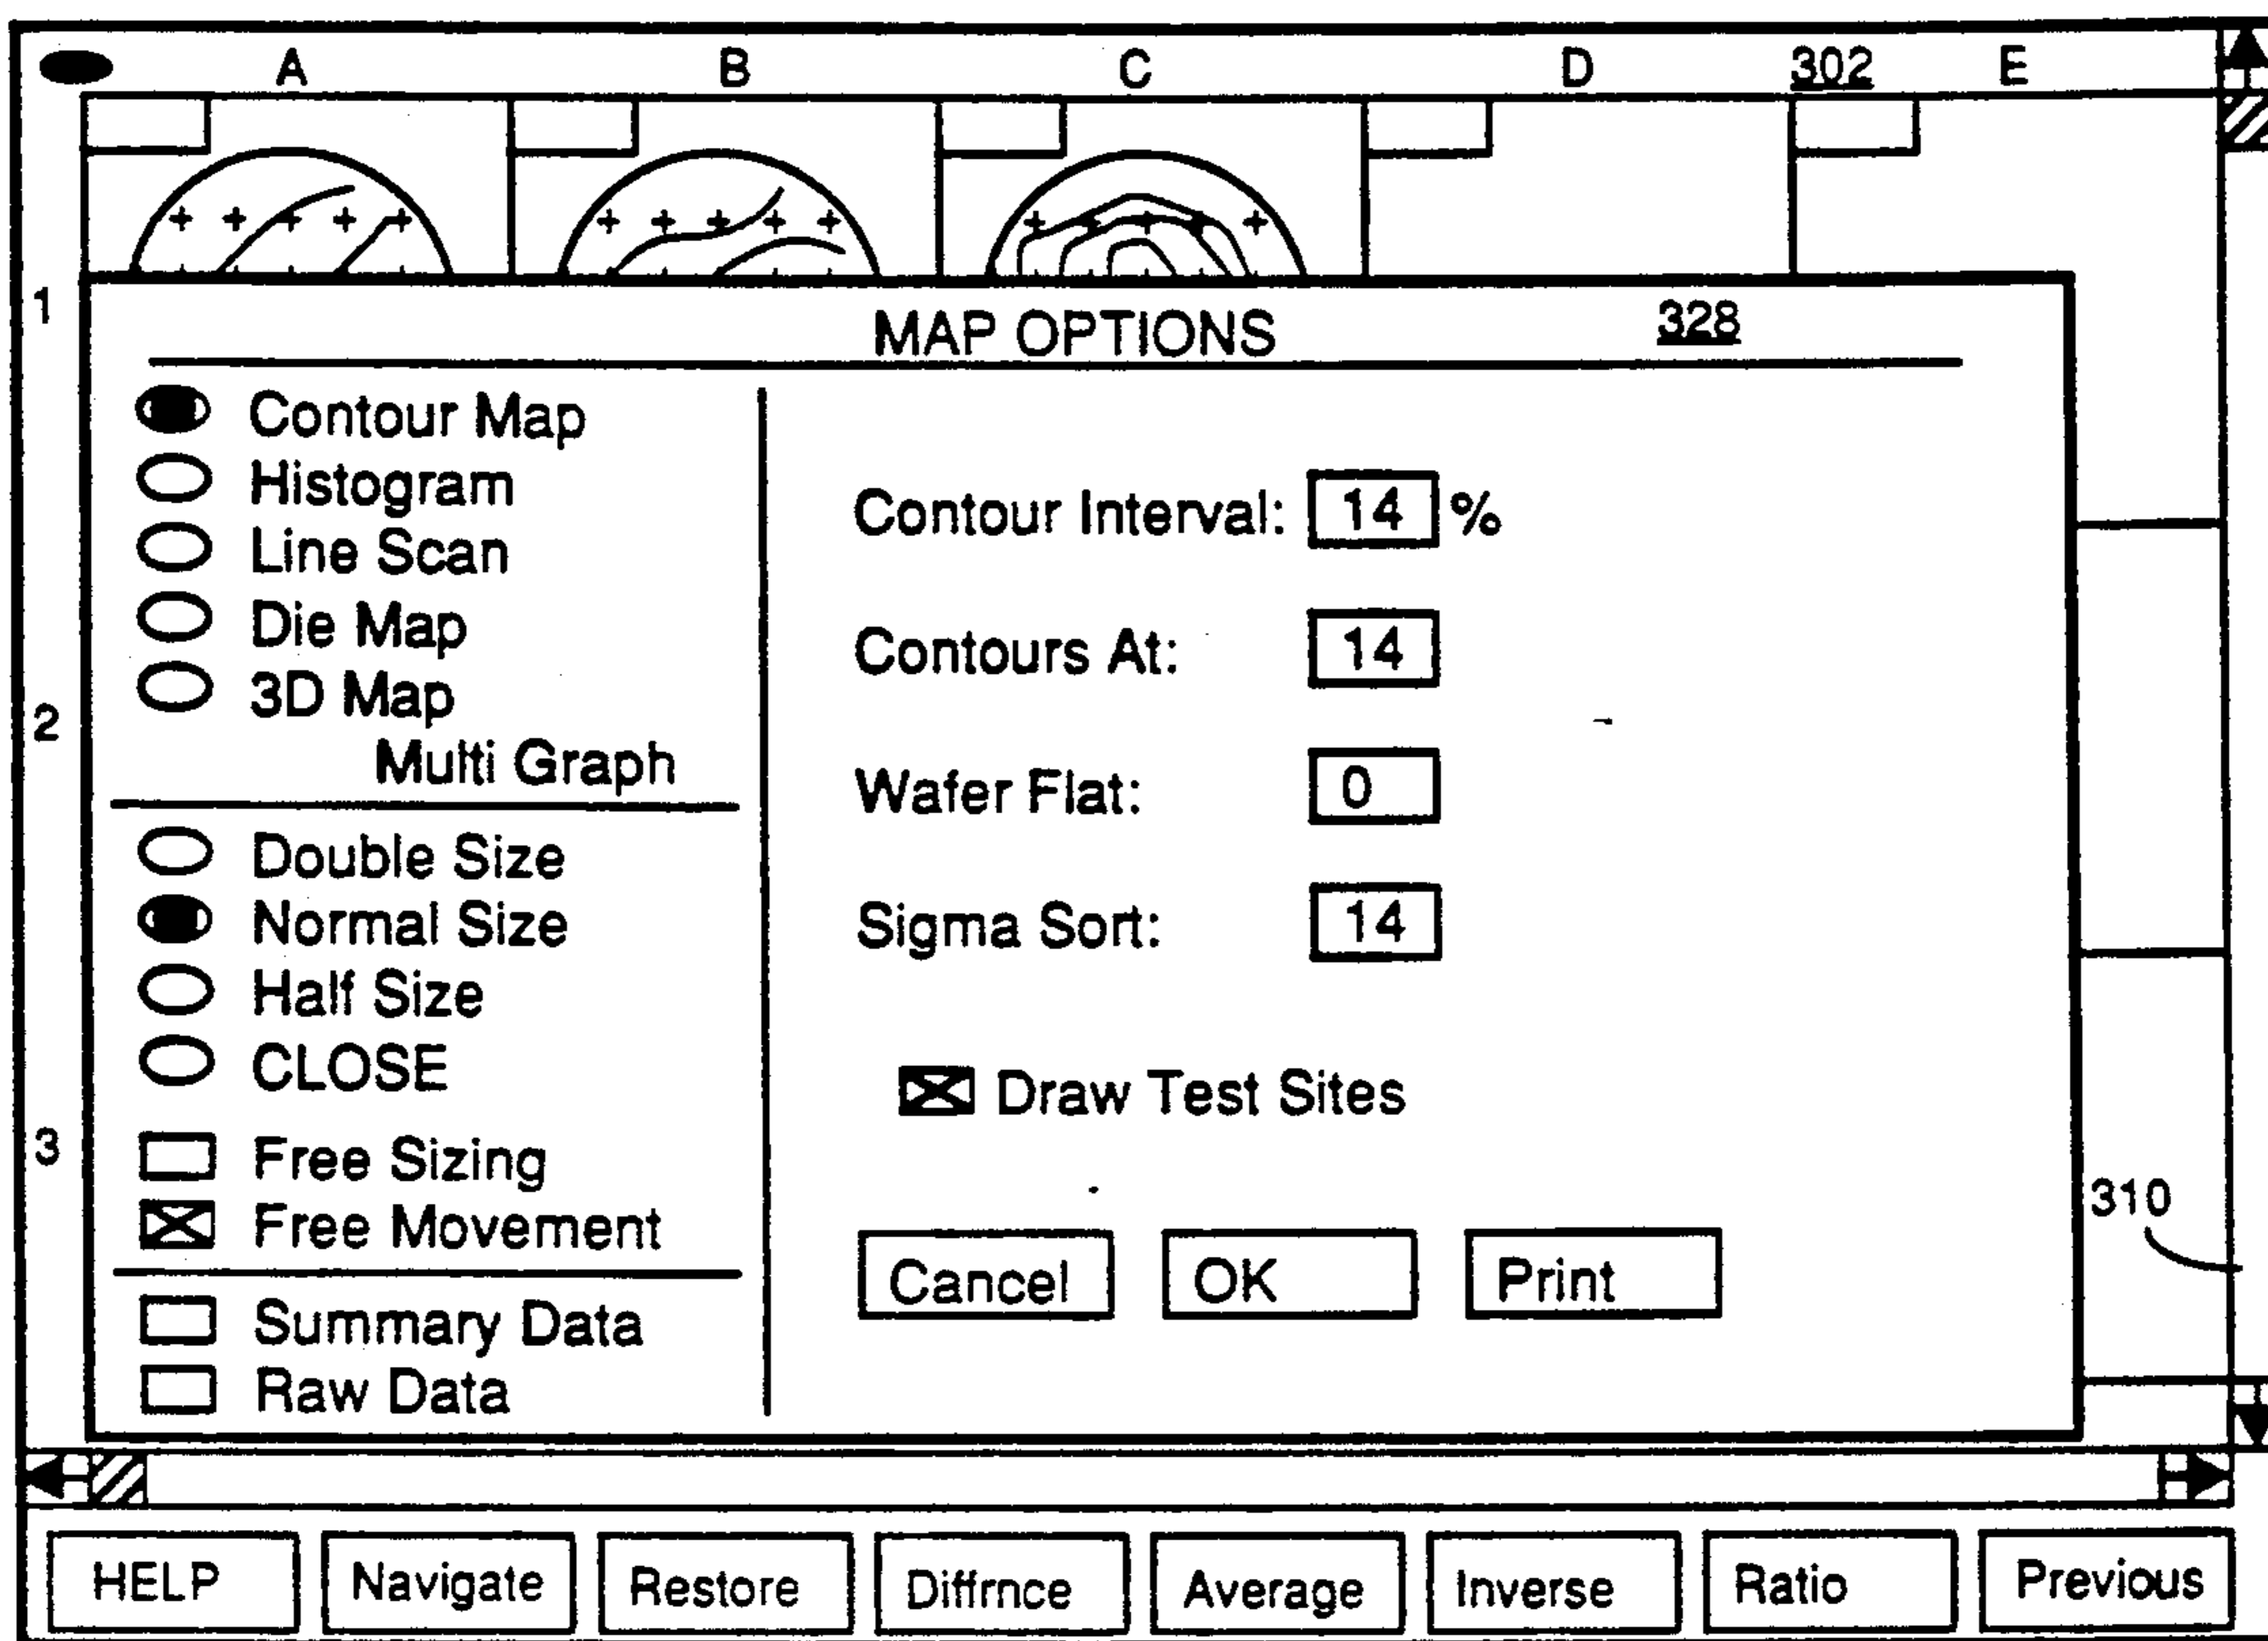 A B C D 302 E
1
MAP OPTIONS 328
Contour Map
Histogram
Line Scan
Die Map
3D Map
2
Multi Graph
Double Size
Normal Size
Half Size
CLOSE
3
Free Sizing
Free Movement
Summary Data
Raw Data
Contour Interval: 14 %
Contours At: 14
Wafer Flat: 0
Sigma Sort: 14
Draw Test Sites
Cancel OK Print
310
HELP Navigate Restore Diffrnce Average Inverse Ratio Previous